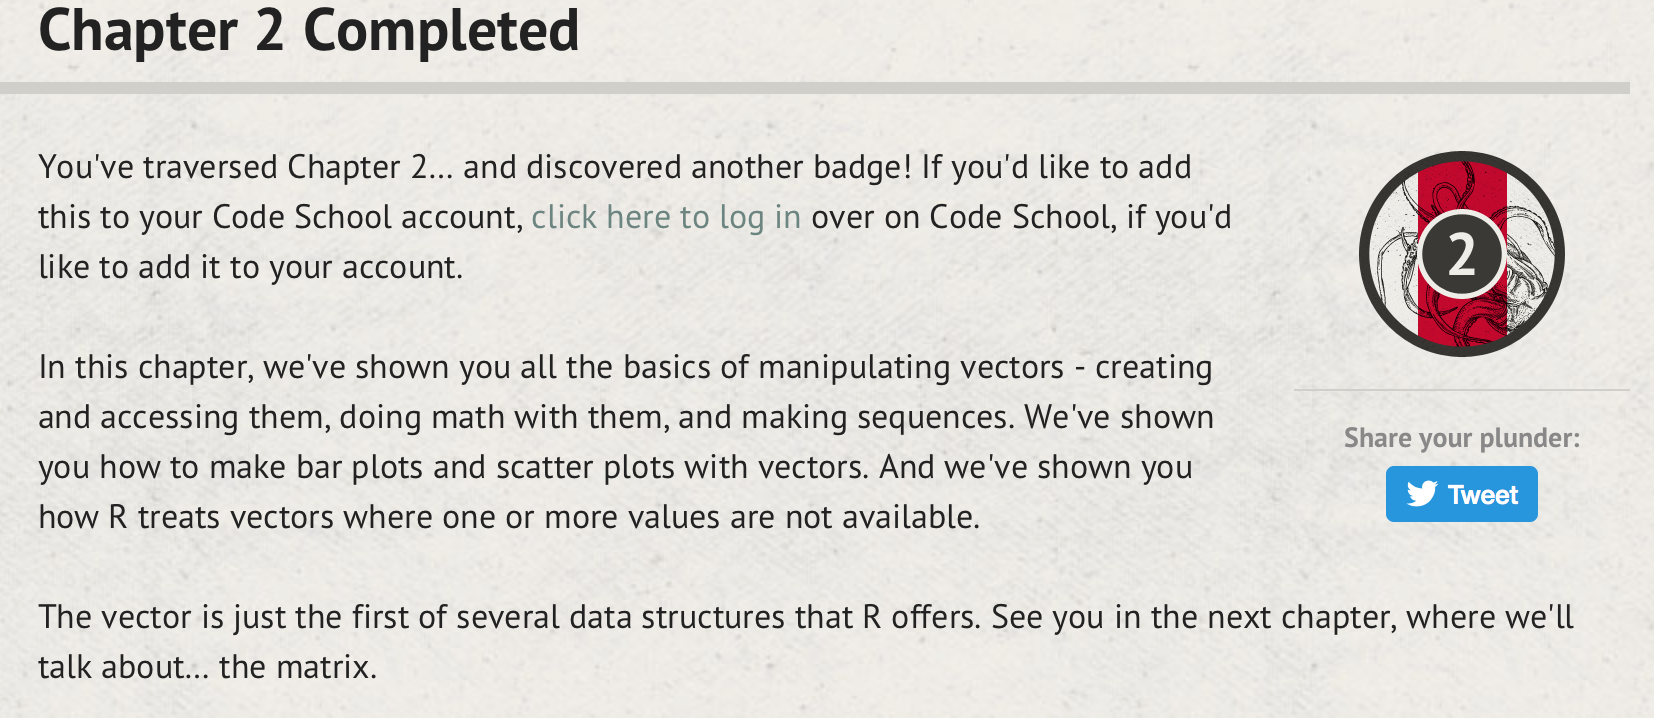 Chapter 2 Completed
You've traversed Chapter 2... and discovered another badge! If you'd like to add
this to your Code School account, click here to log in over on Code School, if you'd
like to add it to your account.
2
In this chapter, we've shown you all the basics of manipulating vectors - creating
and accessing them, doing math with them, and making sequences. We've shown
you how to make bar plots and scatter plots with vectors. And we've shown you
how R treats vectors where one or more values are not available.
Share your plunder:
Tweet
The vector is just the first of several data structures that R offers. See you in the next chapter, where we'll
talk about... the matrix.